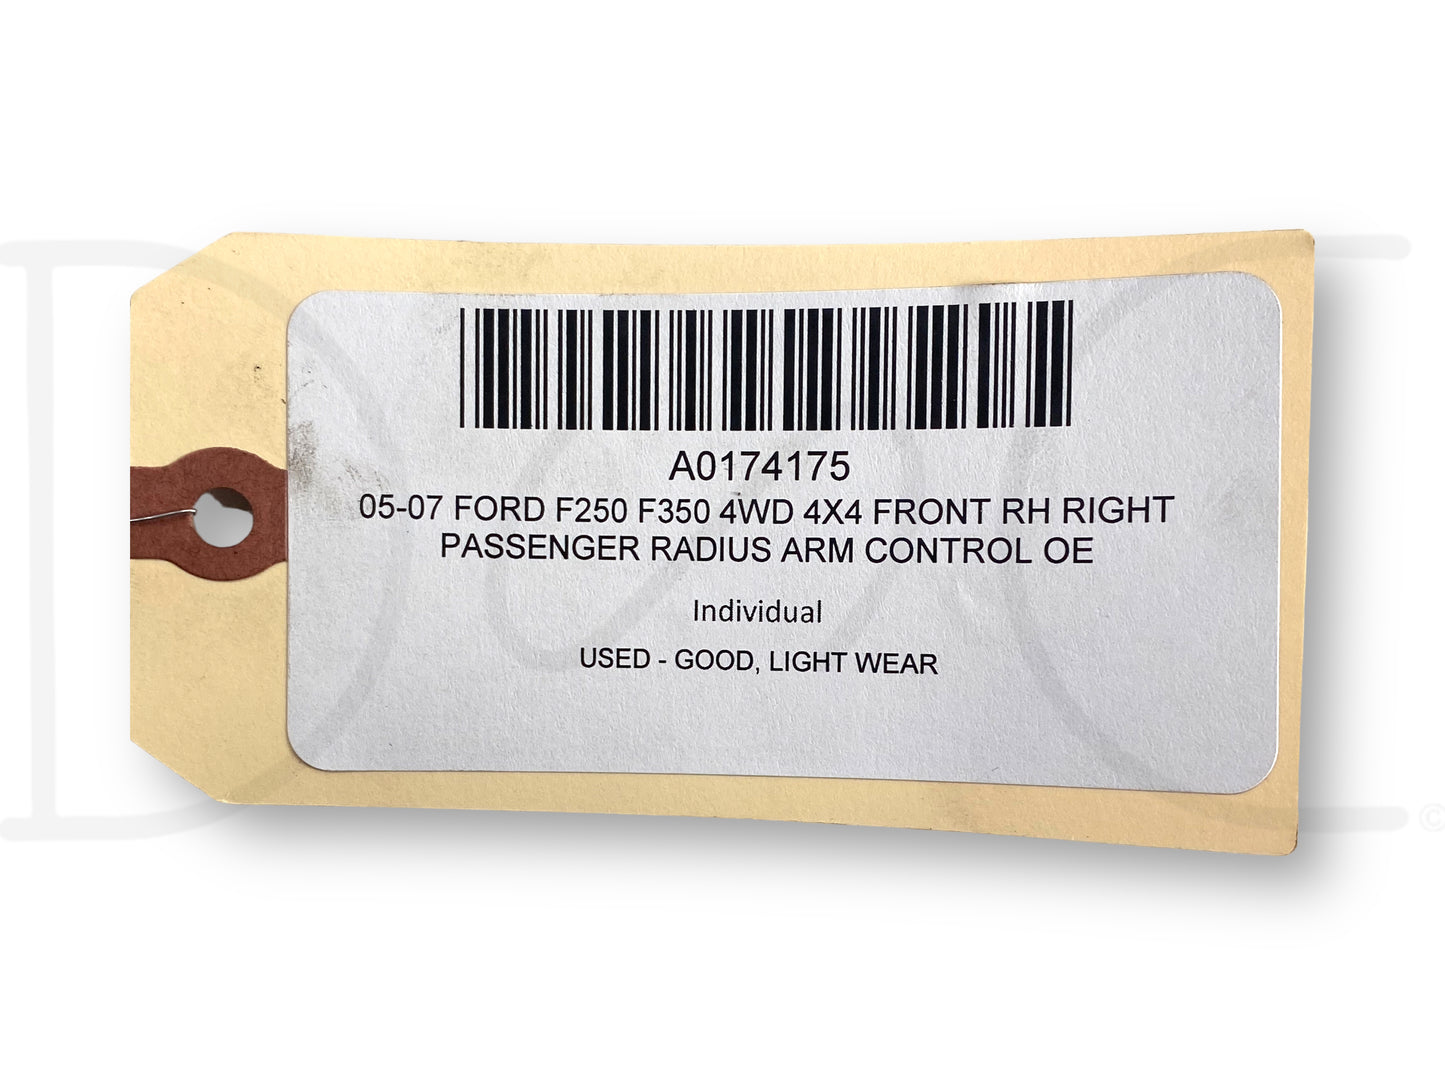 A0174175
05-07 FORD F250 F350 4WD 4X4 FRONT RH RIGHT
PASSENGER RADIUS ARM CONTROL OE
Individual
USED - GOOD, LIGHT WEAR
©